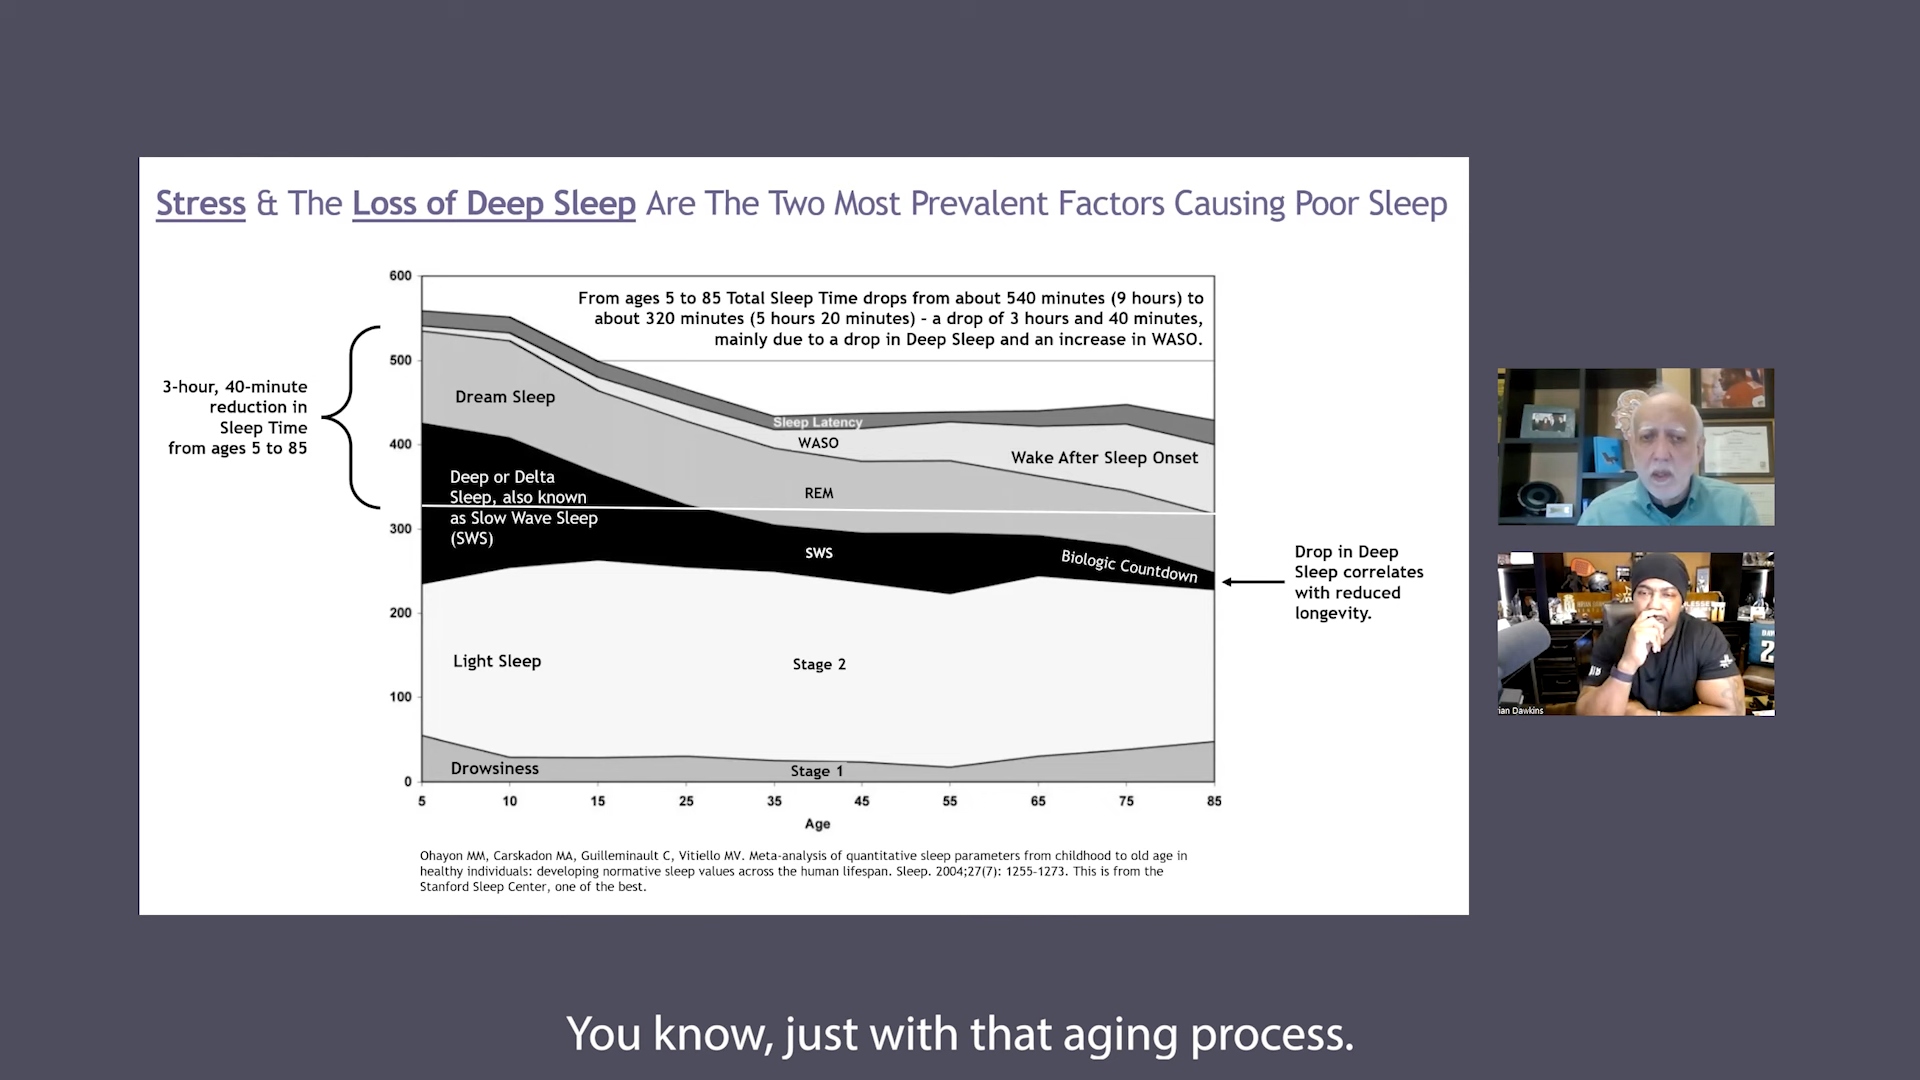 Stress & The Loss of Deep Sleep Are The Two Most Prevalent Factors Causing Poor Sleep
600
From ages 5 to 85 Total Sleep Time drops from about 540 minutes (9 hours) to
about 320 minutes (5 hours 20 minutes) - a drop of 3 hours and 40 minutes,
mainly due to a drop in Deep Sleep and an increase in WASO.
500
3-hour, 40-minute
reduction in
Sleep Time
from ages 5 to 85
Dream Sleep
Sleep Latency
400
WASO
Wake After Sleep Onset
Deep or Delta
Sleep, also known
as Slow Wave Sleep
(SWS)
REM
300
SWS
Biologic Countdown
Drop in Deep
Sleep correlates
with reduced
longevity.
200
Light Sleep
Stage 2
100
Drowsiness
Stage 1
0
5 10 15 25 35 45 55 65 75 85
Age
Ohayon MM, Carskadon MA, Guilleminault C, Vitiello MV. Meta-analysis of quantitative sleep parameters from childhood to old age in
healthy individuals: developing normative sleep values across the human lifespan. Sleep. 2004;27(7): 1255-1273. This is from the
Stanford Sleep Center, one of the best.
ian Dawkins
You know, just with that aging process.